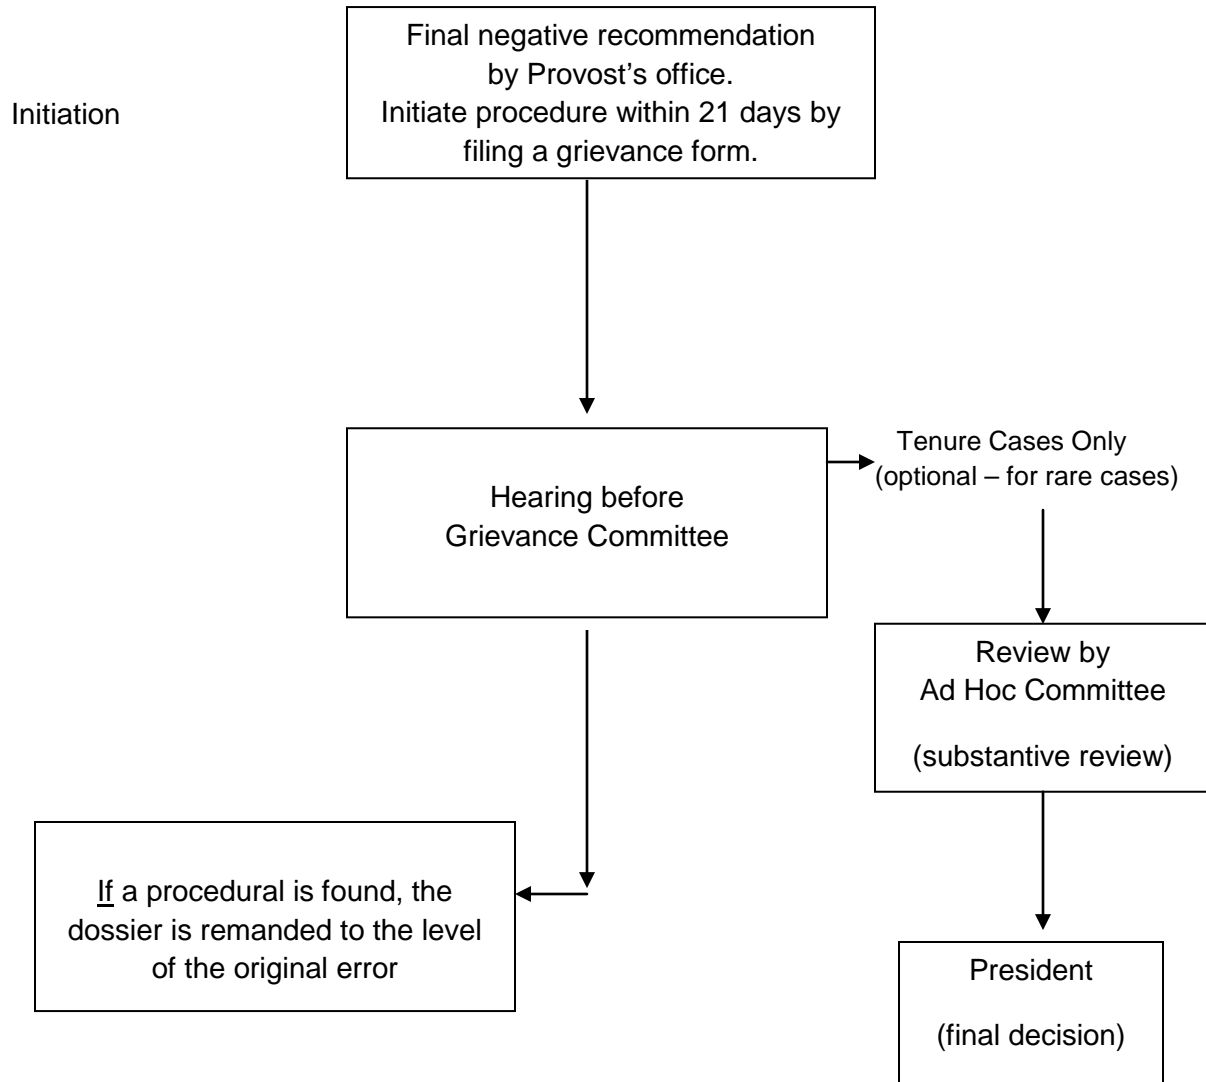 Final negative recommendation
by Provost’s office.
Initiate procedure within 21 days by
filing a grievance form.
Initiation
Hearing before
Grievance Committee
Tenure Cases Only
(optional – for rare cases)
Review by
Ad Hoc Committee
(substantive review)
If a procedural is found, the
dossier is remanded to the level
of the original error
President
(final decision)